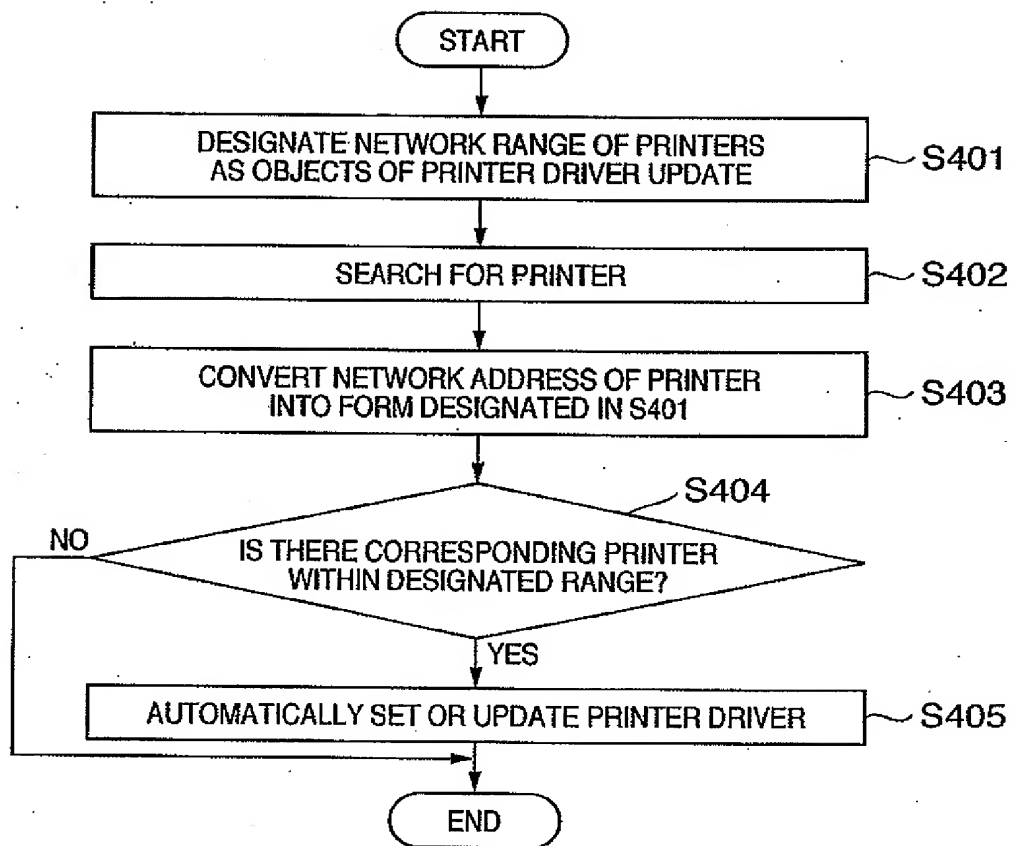 START
DESIGNATE NETWORK RANGE OF PRINTERS
AS OBJECTS OF PRINTER DRIVER UPDATE
S401
SEARCH FOR PRINTER
S402
CONVERT NETWORK ADDRESS OF PRINTER
INTO FORM DESIGNATED IN S401
S403
S404
NO
IS THERE CORRESPONDING PRINTER
WITHIN DESIGNATED RANGE?
YES
AUTOMATICALLY SET OR UPDATE PRINTER DRIVER
S405
END